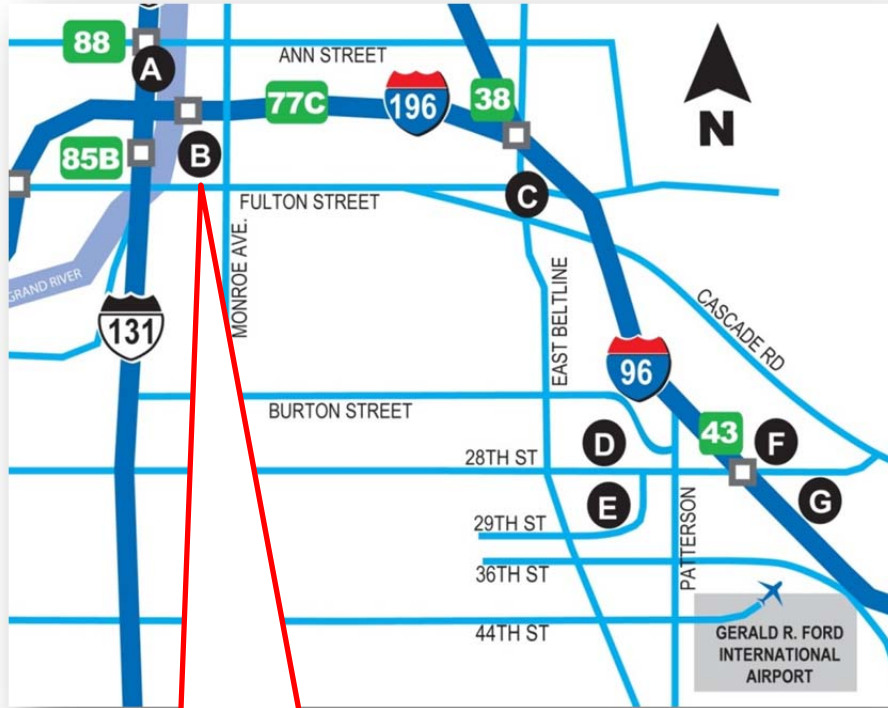 88
A
ANN STREET
77C
196
38
N
85B
B
C
FULTON STREET
GRAND RIVER
MONROE AVE.
131
EAST BELTLINE
CASCADE RD
96
BURTON STREET
43
F
D
28TH ST
G
E
29TH ST
PATTERSON
36TH ST
44TH ST
GERALD R. FORD
INTERNATIONAL
AIRPORT